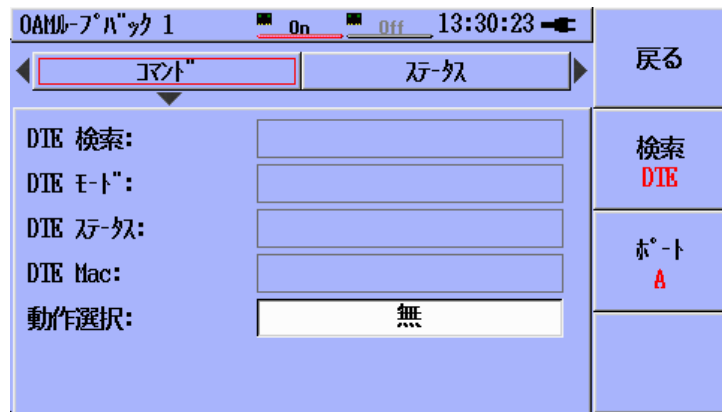 OAMﾙｰﾌﾟﾊﾞｯｸ 1 On Off 13:30:23
戻る
ｺﾏﾝﾄﾞ ｽﾃｰﾀｽ
DTE 検索:
検索
DTE
DTE ﾓｰﾄﾞ:
DTE ｽﾃｰﾀｽ:
ﾎﾟｰﾄ
A
DTE Mac:
動作選択: 無